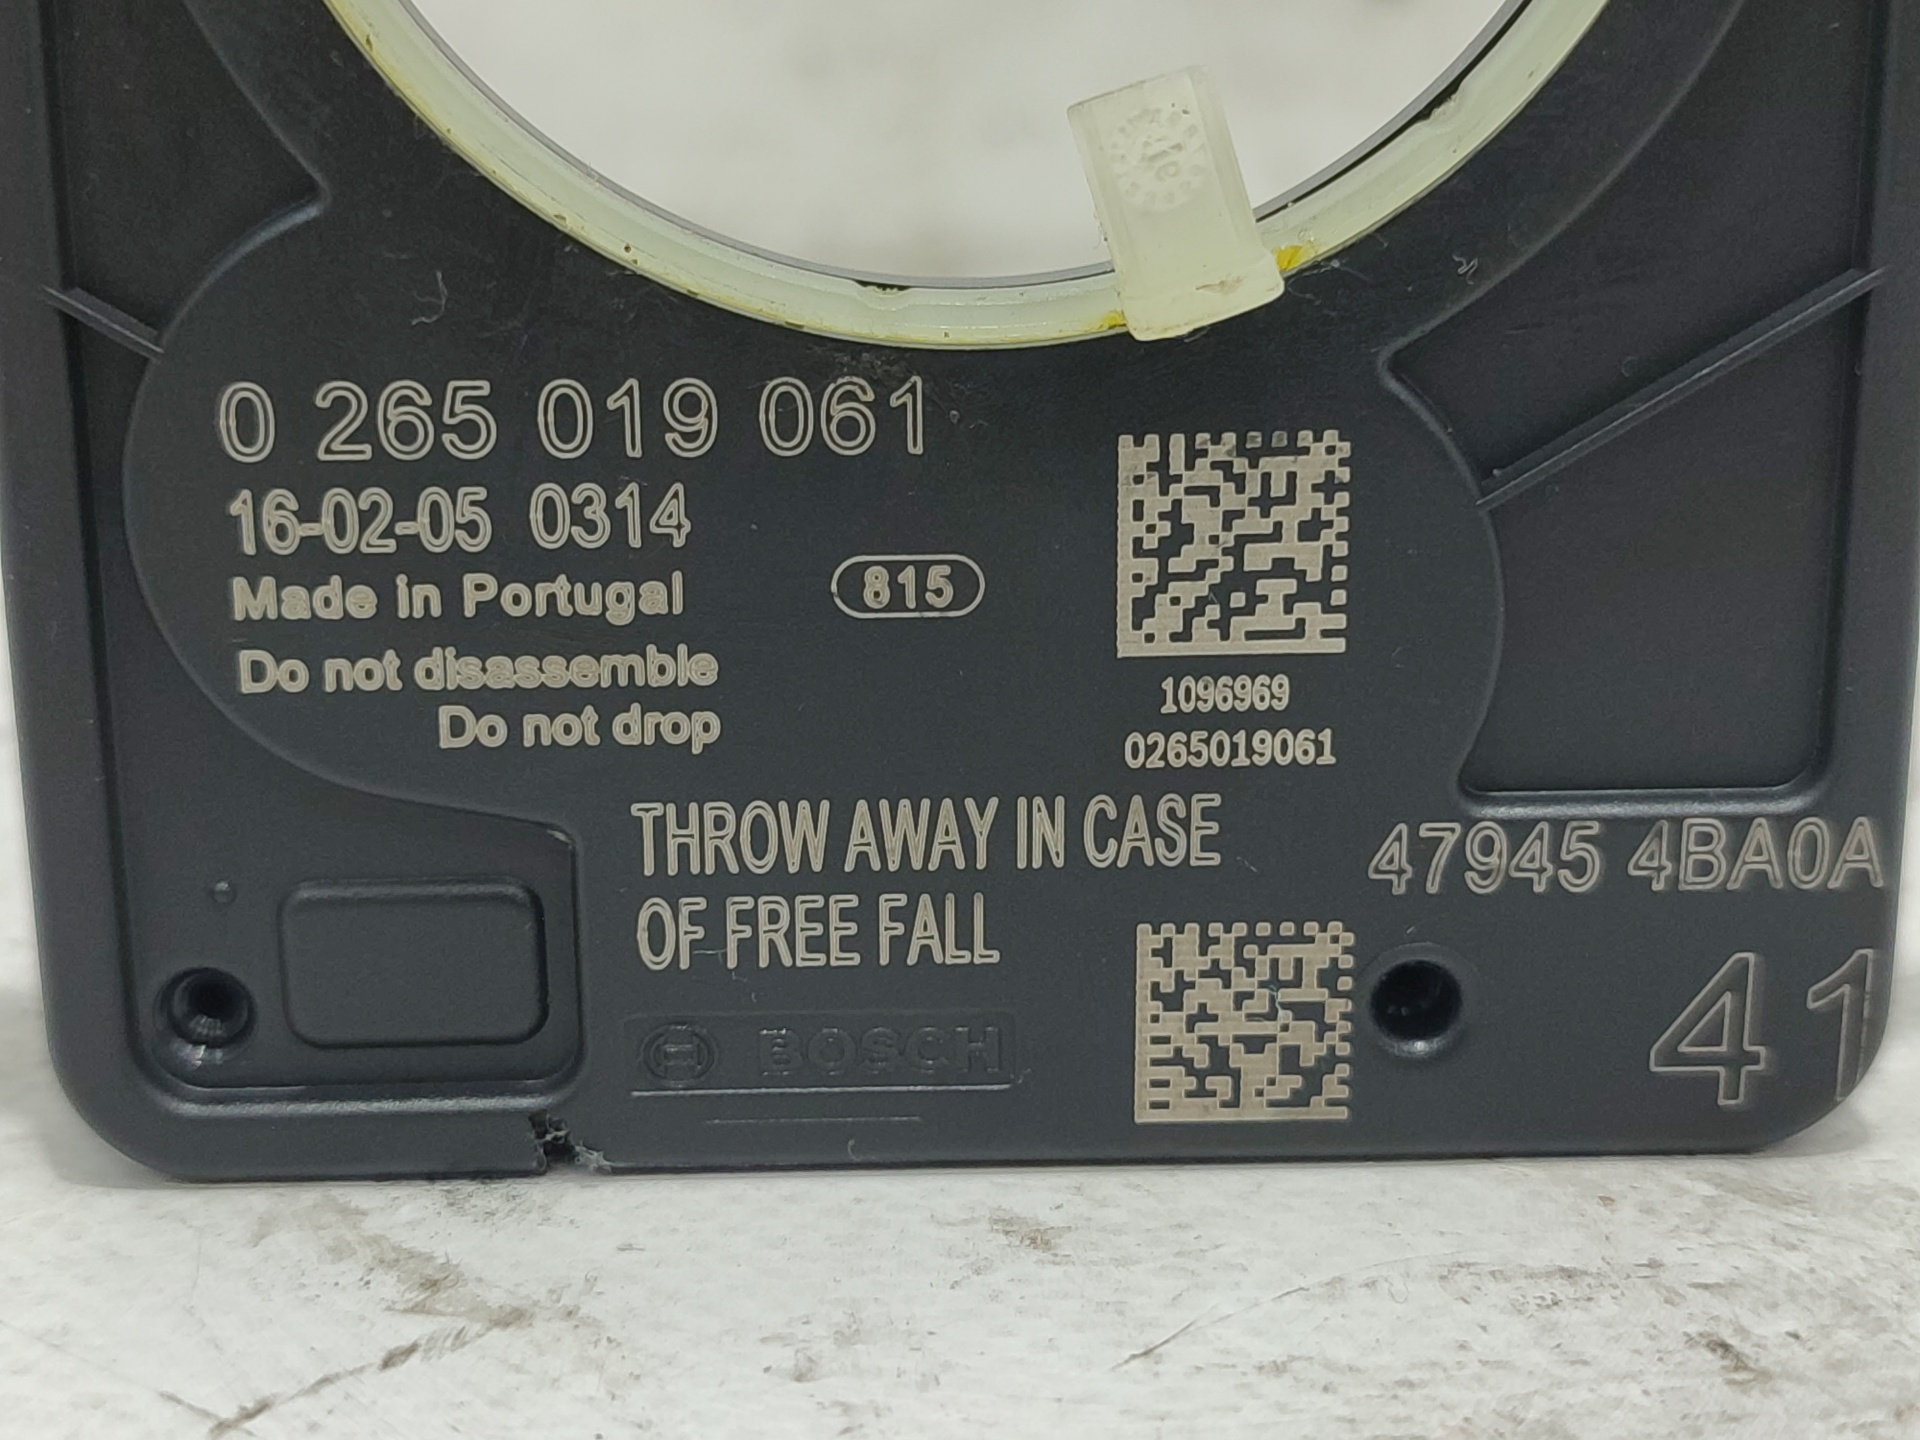 0 265 019 061
16-02-05 0314
Made in Portugal
815
Do not disassemble
Do not drop
1096969
0265019061
THROW AWAY IN CASE
OF FREE FALL
47945 4BA0A
41
BOSCH